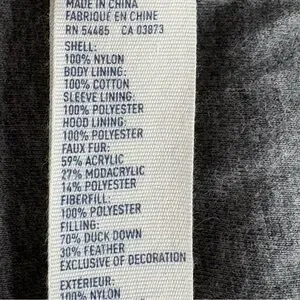 MADE IN CHINA
FABRIQUÉ EN CHINE
RN 54485 CA 03873
SHELL:
100% NYLON
BODY LINING:
100% COTTON
SLEEVE LINING:
100% POLYESTER
HOOD LINING:
100% POLYESTER
FAUX FUR:
59% ACRYLIC
27% MODACRYLIC
14% POLYESTER
FIBERFILL:
100% POLYESTER
FILLING:
70% DUCK DOWN
30% FEATHER
EXCLUSIVE OF DECORATION
EXTÉRIEUR:
100% NYLON